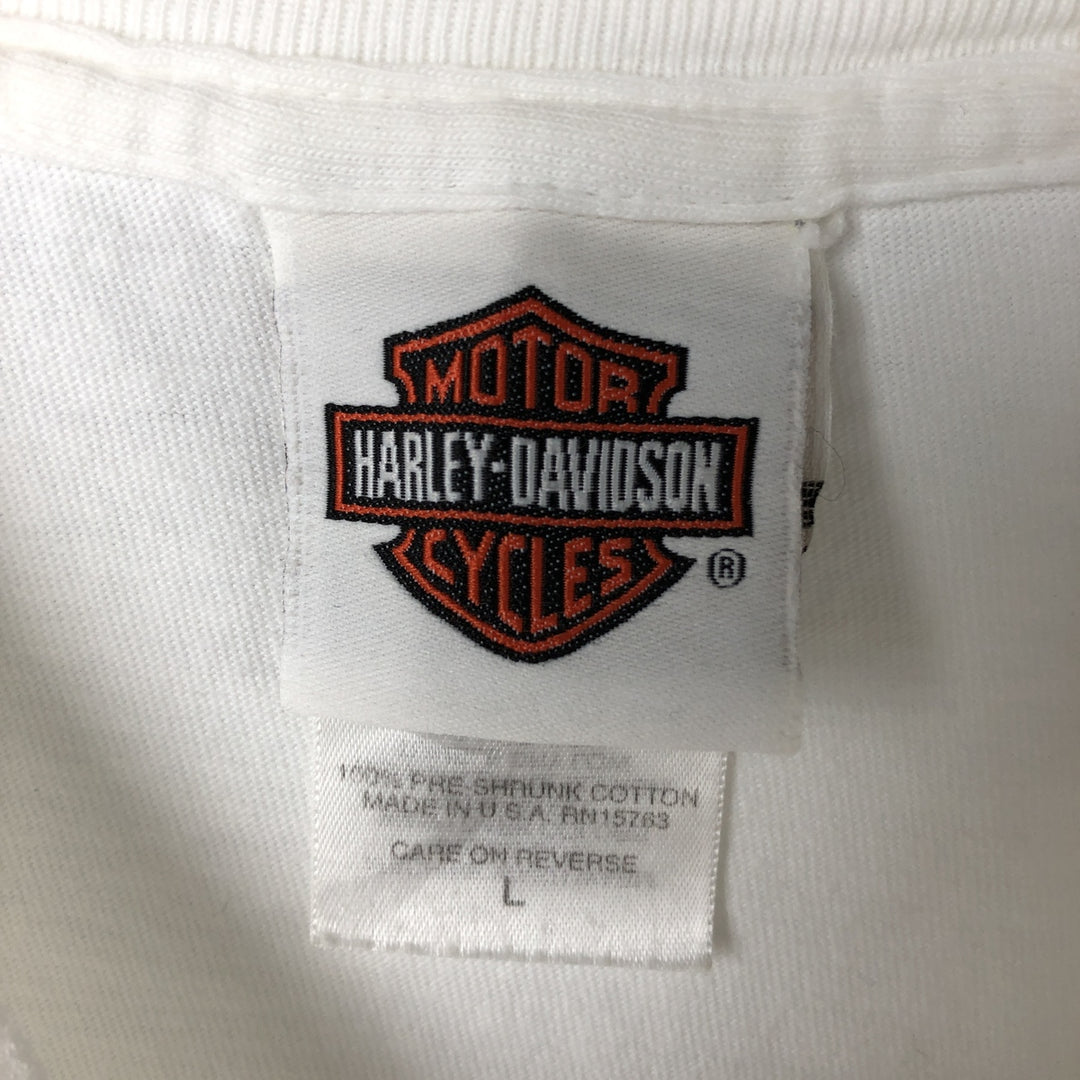 MOTOR
HARLEY-DAVIDSON
CYCLES
®
100% PRE SHRUNK COTTON
MADE IN U.S.A. RN15763
CARE ON REVERSE
L